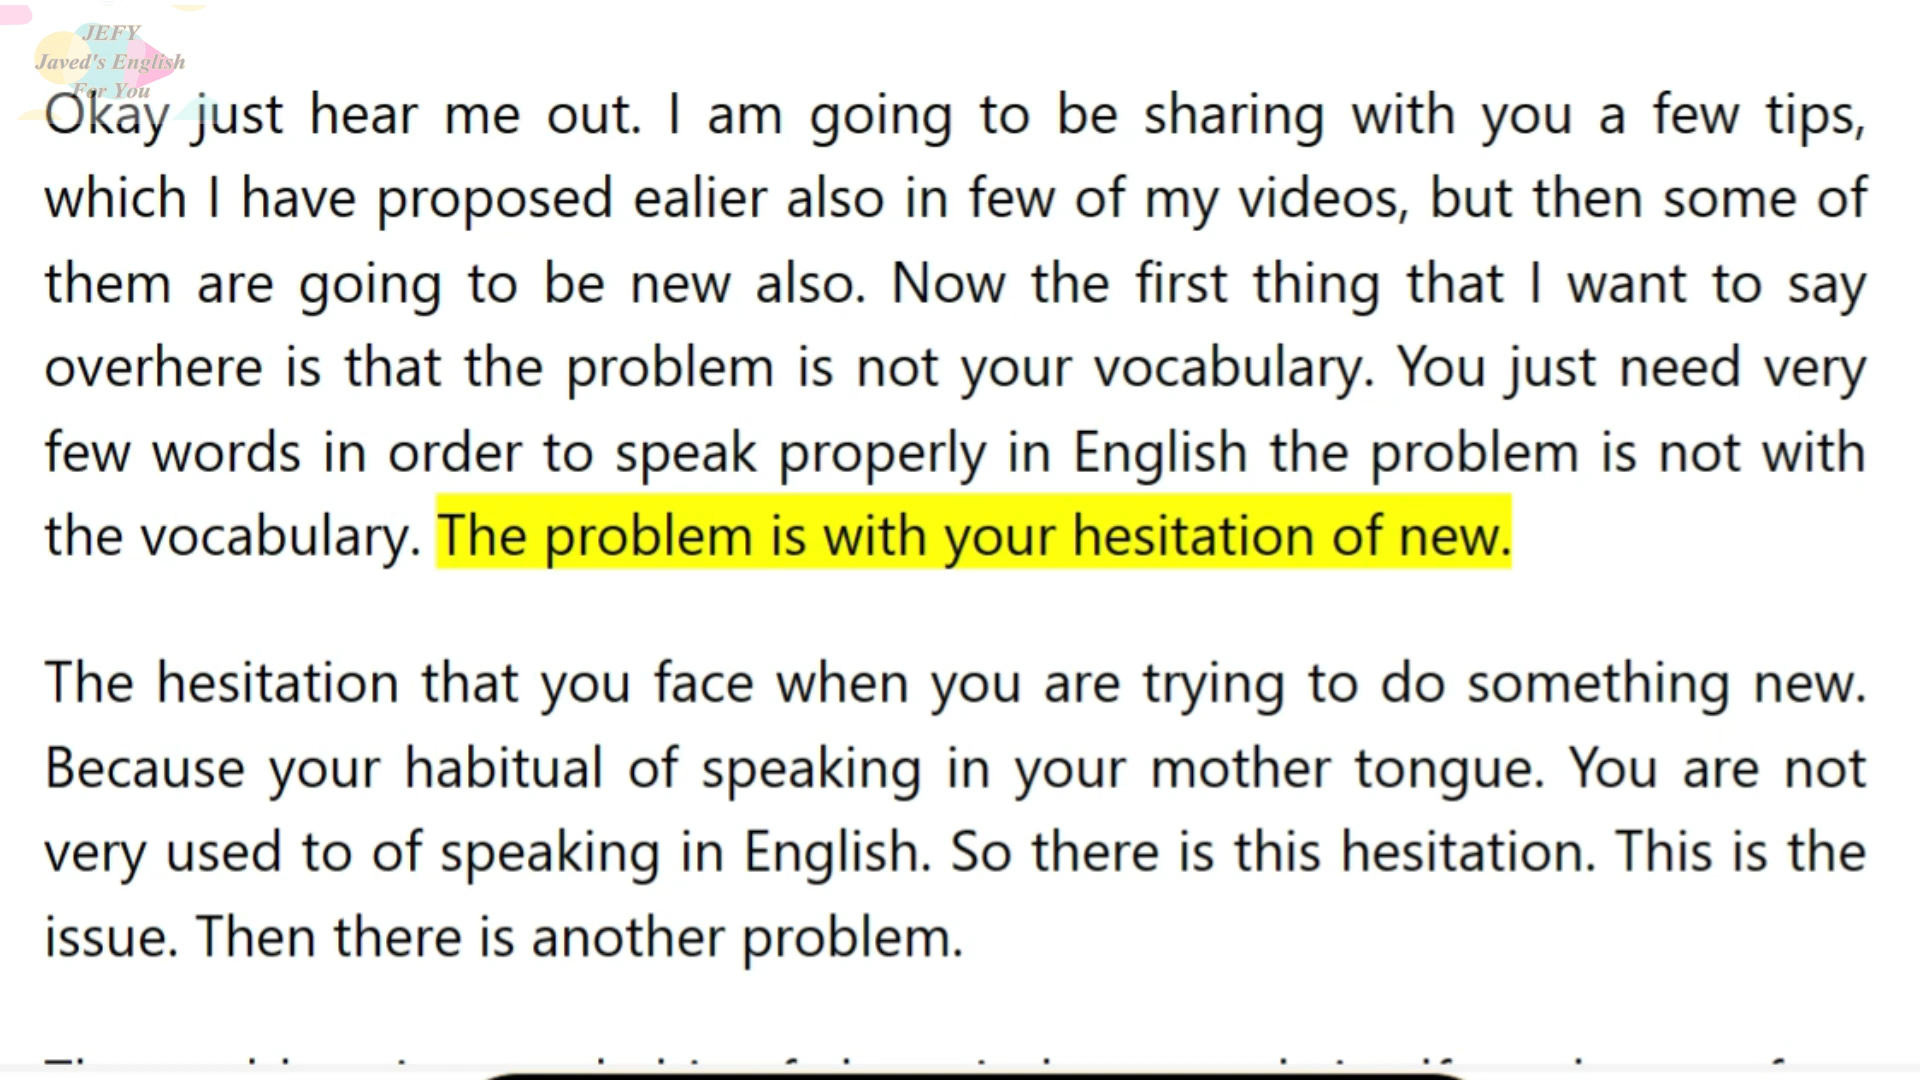 JEFY
Javed's English
For You
Okay just hear me out. I am going to be sharing with you a few tips,
which I have proposed ealier also in few of my videos, but then some of
them are going to be new also. Now the first thing that I want to say
overhere is that the problem is not your vocabulary. You just need very
few words in order to speak properly in English the problem is not with
the vocabulary. The problem is with your hesitation of new.
The hesitation that you face when you are trying to do something new.
Because your habitual of speaking in your mother tongue. You are not
very used to of speaking in English. So there is this hesitation. This is the
issue. Then there is another problem.